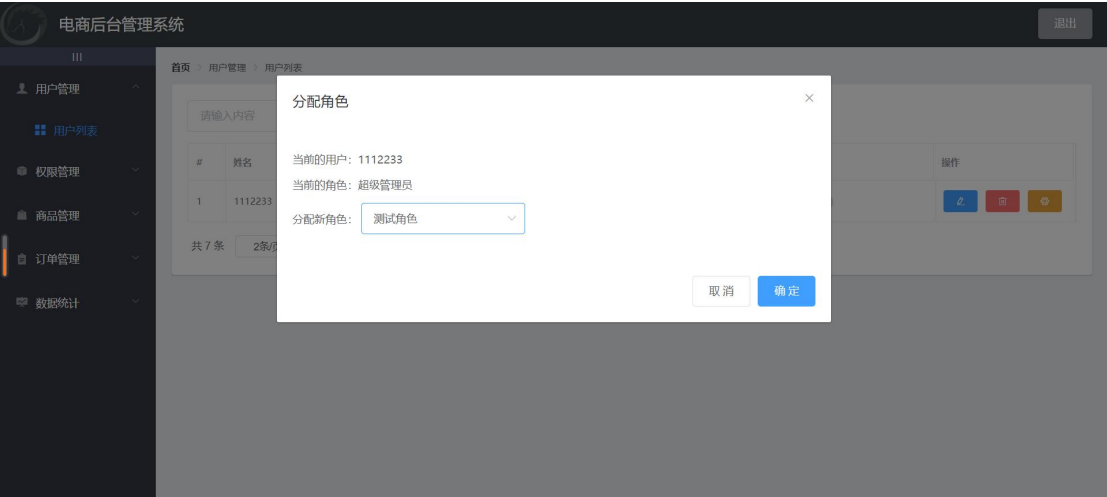 电商后台管理系统
退出
|||
首页 > 用户管理 > 用户列表
用户管理
用户列表
权限管理
商品管理
订单管理
数据统计
请输入内容
# 姓名 操作
1 1112233
共 7 条 2条/
分配角色
当前的用户：1112233
当前的角色：超级管理员
分配新角色： 测试角色
取消 确定